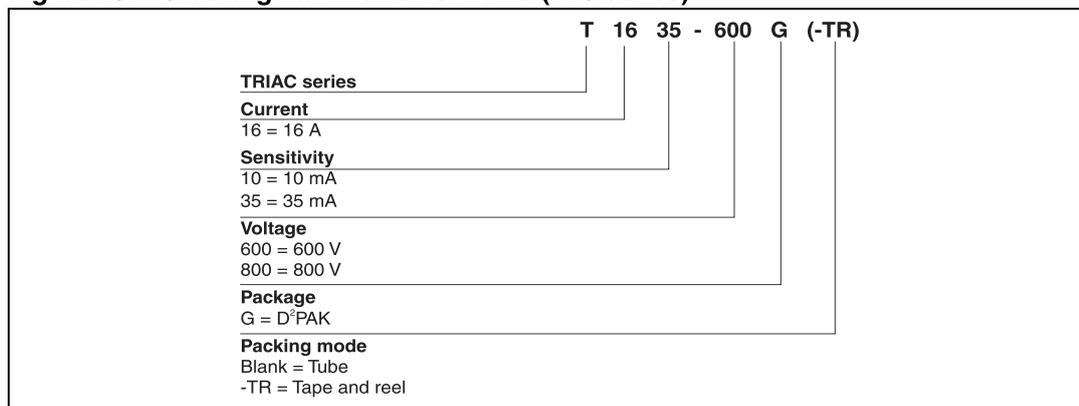 T 16 35 - 600 G (-TR)
TRIAC series
Current
16 = 16 A
Sensitivity
10 = 10 mA
35 = 35 mA
Voltage
600 = 600 V
800 = 800 V
Package
G = D²PAK
Packing mode
Blank = Tube
-TR = Tape and reel